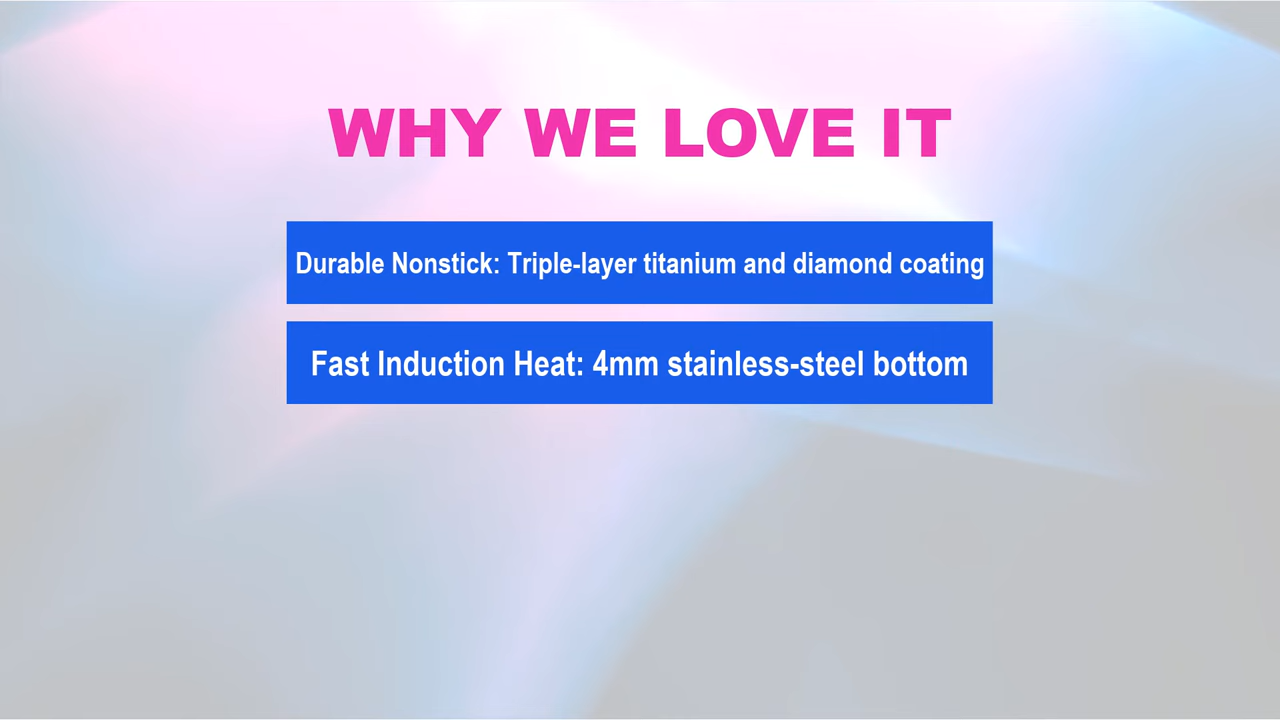 WHY WE LOVE IT
Durable Nonstick: Triple-layer titanium and diamond coating
Fast Induction Heat: 4mm stainless-steel bottom